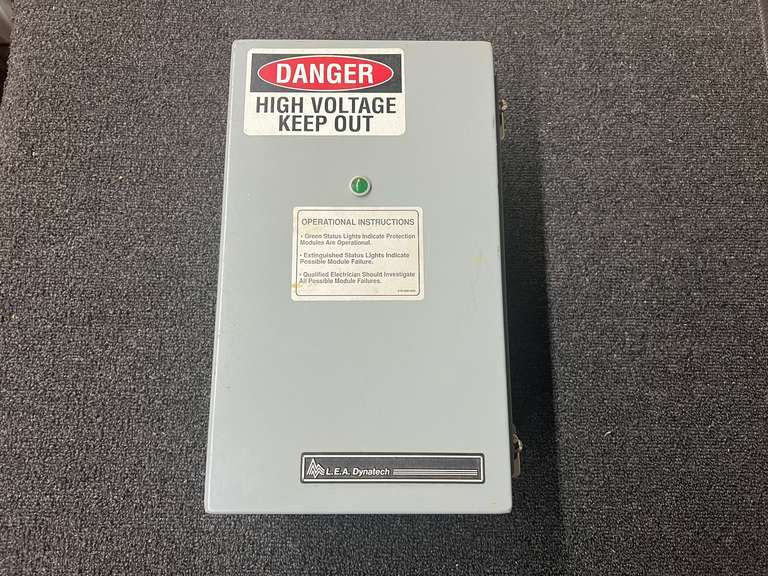 DANGER
HIGH VOLTAGE
KEEP OUT
OPERATIONAL INSTRUCTIONS
• Green Status Lights Indicate Protection
Modules Are Operational.
• Extinguished Status Lights Indicate
Possible Module Failure.
• Qualified Electrician Should Investigate
All Possible Module Failures.
L.E.A. Dynatech